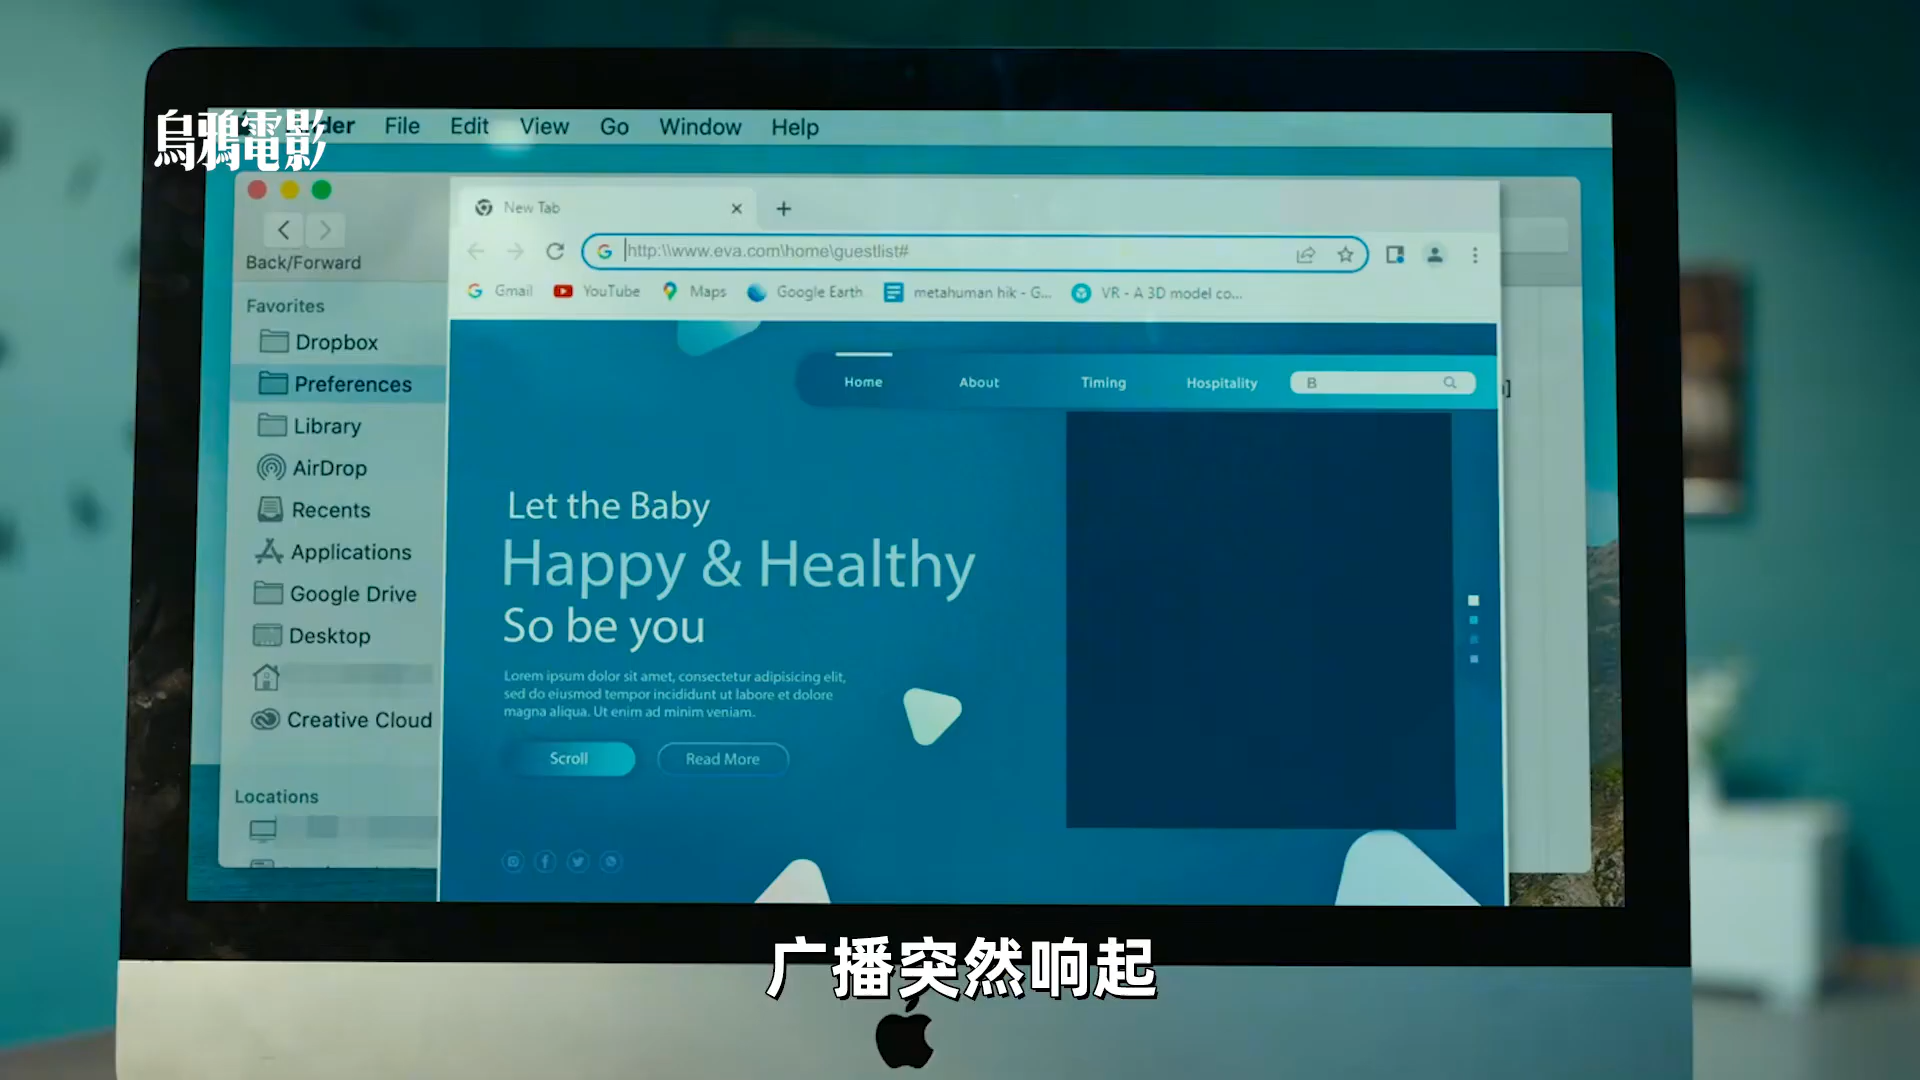 烏鴉電影
der File Edit View Go Window Help
New Tab
Back/Forward
http:\\www.eva.com\home\guestlist#
Gmail YouTube Maps Google Earth metahuman hik - G... VR - A 3D model co...
Favorites
Dropbox
Preferences
Library
AirDrop
Recents
Applications
Google Drive
Desktop
Creative Cloud
Locations
Home About Timing Hospitality B
Let the Baby
Happy & Healthy
So be you
Lorem ipsum dolor sit amet, consectetur adipisicing elit,
sed do eiusmod tempor incididunt ut labore et dolore
magna aliqua. Ut enim ad minim veniam.
Scroll Read More
广播突然响起